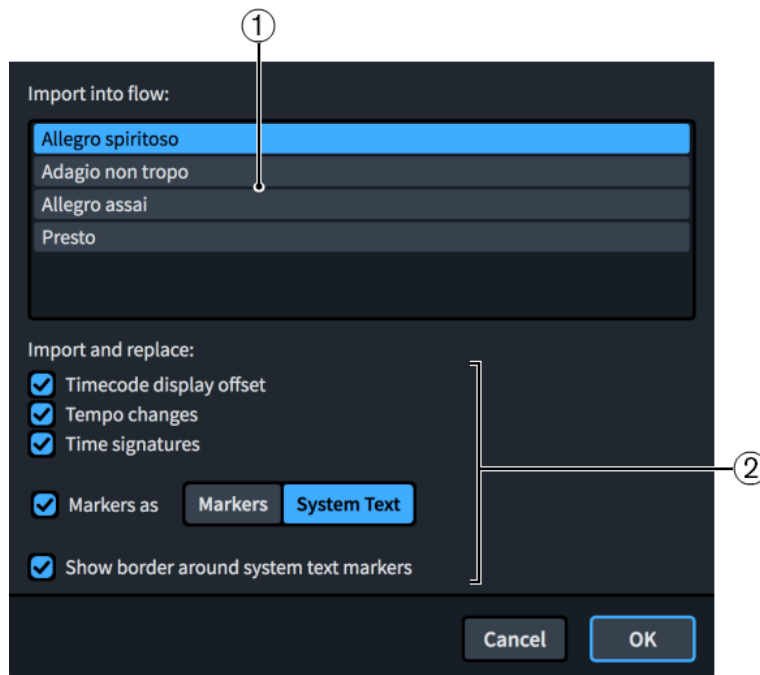 ①
Import into flow:
Allegro spiritoso
Adagio non tropo
Allegro assai
Presto
Import and replace:
Timecode display offset
Tempo changes
Time signatures
②
Markers as Markers System Text
Show border around system text markers
Cancel OK